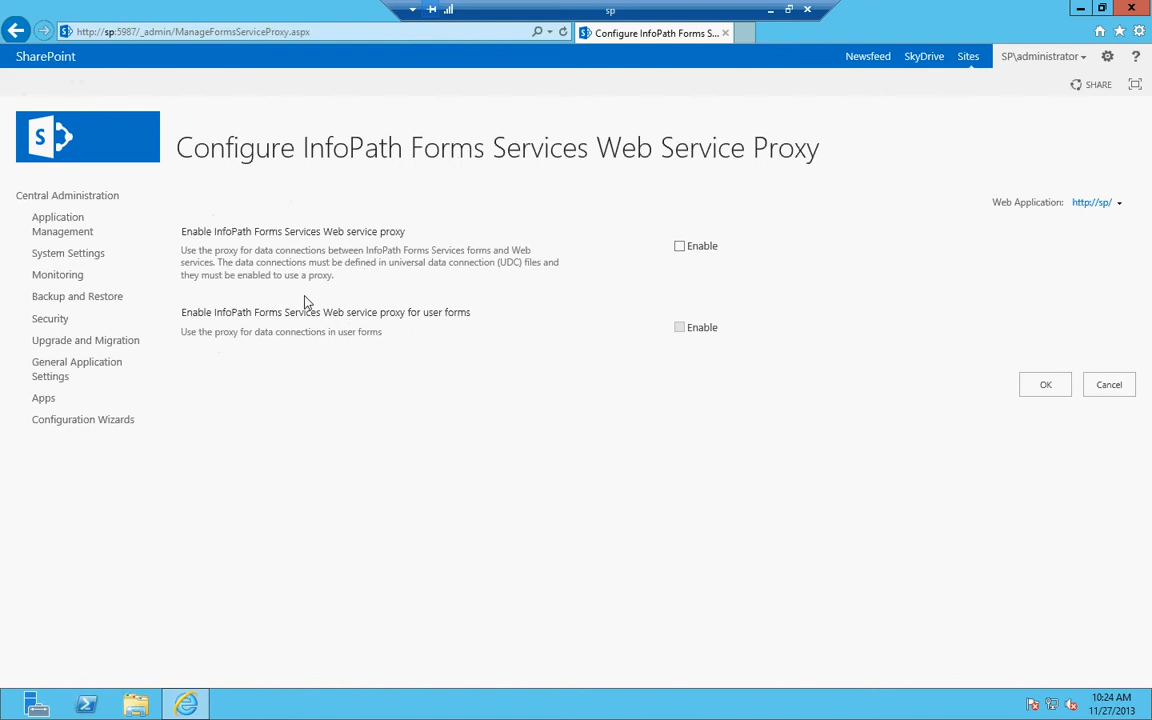 sp
http://sp:5987/_admin/ManageFormsServiceProxy.aspx
Configure InfoPath Forms S...
SharePoint
Newsfeed
SkyDrive
Sites
SP\administrator
?
SHARE
S
Configure InfoPath Forms Services Web Service Proxy
Central Administration
Application
Management
System Settings
Monitoring
Backup and Restore
Security
Upgrade and Migration
General Application
Settings
Apps
Configuration Wizards
Web Application: http://sp/
Enable InfoPath Forms Services Web service proxy
Use the proxy for data connections between InfoPath Forms Services forms and Web
services. The data connections must be defined in universal data connection (UDC) files and
they must be enabled to use a proxy.
Enable
Enable InfoPath Forms Services Web service proxy for user forms
Use the proxy for data connections in user forms
Enable
OK
Cancel
10:24 AM
11/27/2013